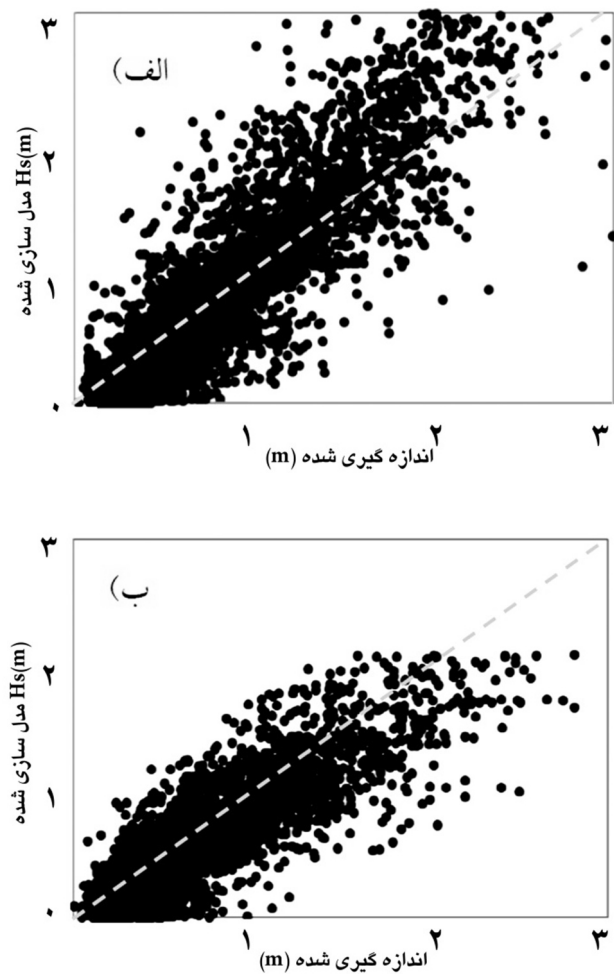 ۳
الف)
۲
Hs(m) مدل سازی شده
۱
۰
۱ ۲ ۳
اندازه گیری شده (m)
۳
ب)
۲
Hs(m) مدل سازی شده
۱
۰
۱ ۲ ۳
اندازه گیری شده (m)